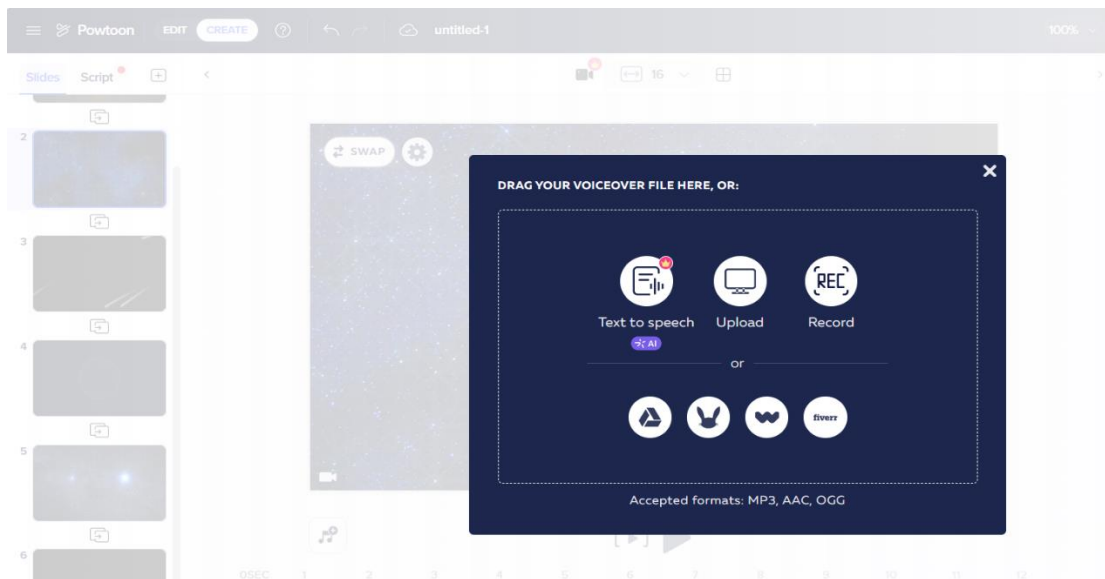 Powtoon EDIT CREATE ? untitled-1 100%
Slides Script 16
2
SWAP
DRAG YOUR VOICEOVER FILE HERE, OR:
3
REC
Text to speech Upload Record
AI
4
or
fiverr
5
Accepted formats: MP3, AAC, OGG
6
0SEC 1 2 3 4 5 6 7 8 9 10 11 12